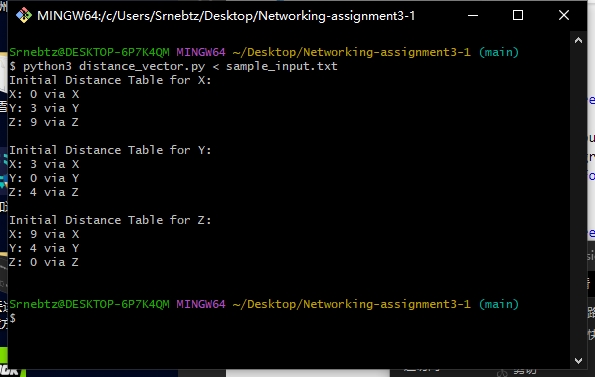 MINGW64:/c/Users/Srnebtz/Desktop/Networking-assignment3-1
Srnebtz@DESKTOP-6P7K4QM MINGW64 ~/Desktop/Networking-assignment3-1 (main)
$ python3 distance_vector.py < sample_input.txt
Initial Distance Table for X:
X: 0 via X
Y: 3 via Y
Z: 9 via Z
Initial Distance Table for Y:
X: 3 via X
Y: 0 via Y
Z: 4 via Z
Initial Distance Table for Z:
X: 9 via X
Y: 4 via Y
Z: 0 via Z
Srnebtz@DESKTOP-6P7K4QM MINGW64 ~/Desktop/Networking-assignment3-1 (main)
$